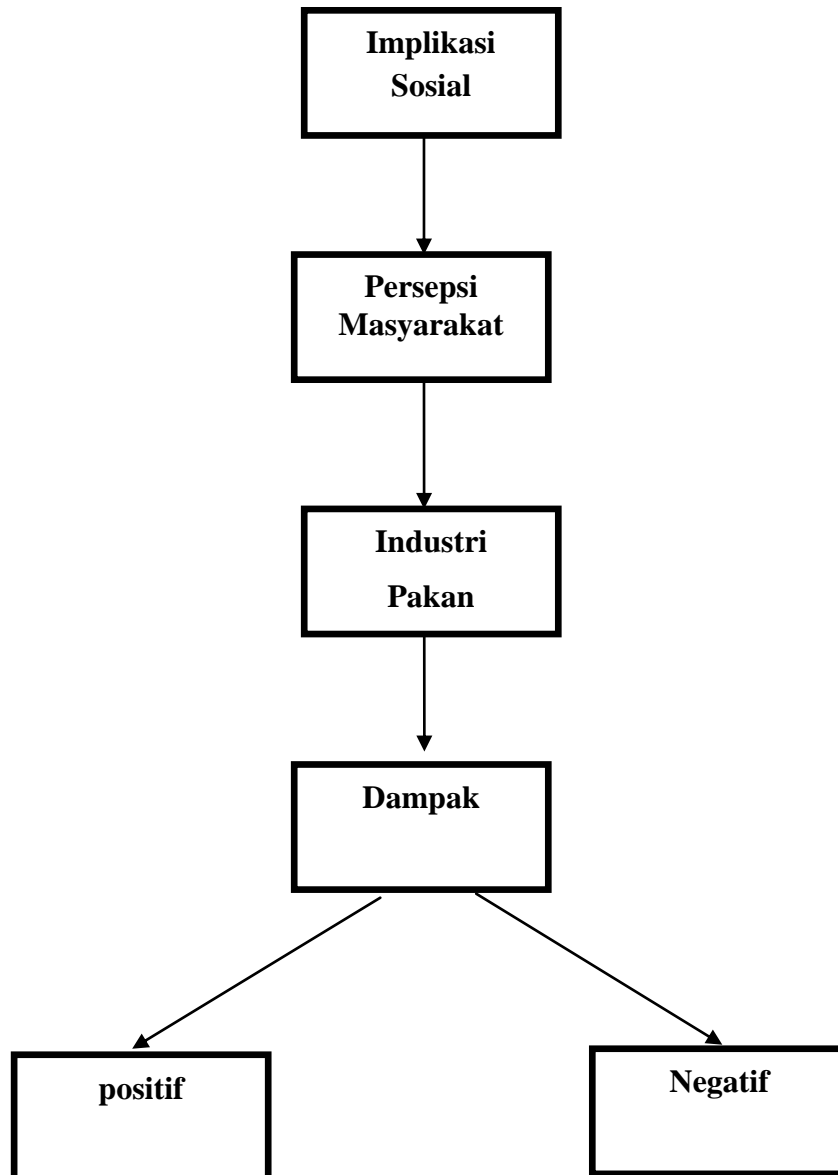 Implikasi
Sosial
Persepsi
Masyarakat
Industri
Pakan
Dampak
positif
Negatif